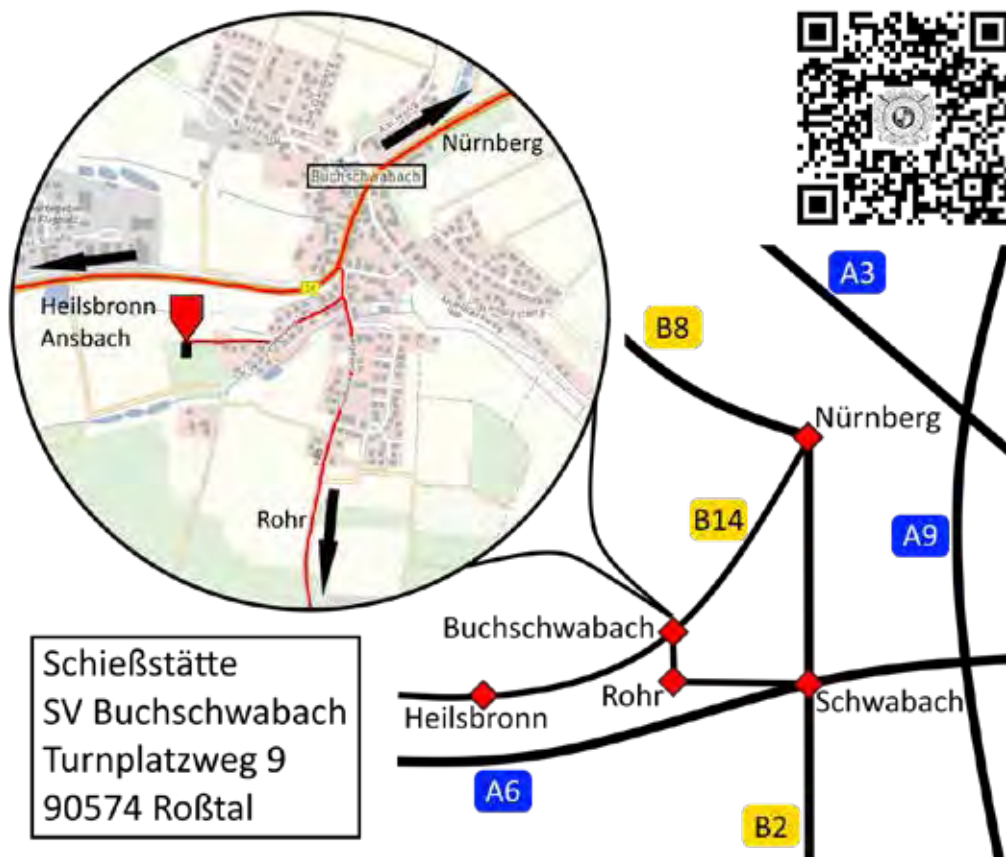 Nürnberg
Buchschwabach
Heilsbronn
Ansbach
Rohr
A3
B8
Nürnberg
B14
A9
Buchschwabach
Rohr
Schwabach
Heilsbronn
A6
B2
Schießstätte
SV Buchschwabach
Turnplatzweg 9
90574 Roßtal